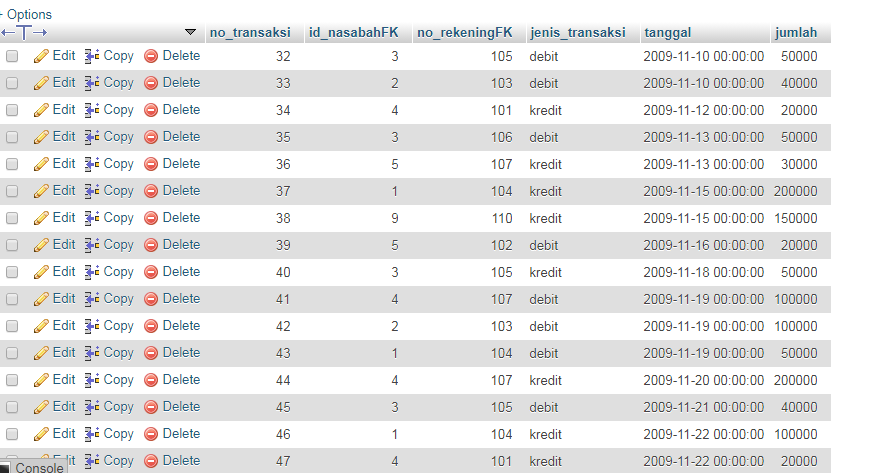 Options
no_transaksi id_nasabahFK no_rekeningFK jenis_transaksi tanggal jumlah
Edit Copy Delete 32 3 105 debit 2009-11-10 00:00:00 50000
Edit Copy Delete 33 2 103 debit 2009-11-10 00:00:00 40000
Edit Copy Delete 34 4 101 kredit 2009-11-12 00:00:00 20000
Edit Copy Delete 35 3 106 debit 2009-11-13 00:00:00 50000
Edit Copy Delete 36 5 107 kredit 2009-11-13 00:00:00 30000
Edit Copy Delete 37 1 104 kredit 2009-11-15 00:00:00 200000
Edit Copy Delete 38 9 110 kredit 2009-11-15 00:00:00 150000
Edit Copy Delete 39 5 102 debit 2009-11-16 00:00:00 20000
Edit Copy Delete 40 3 105 kredit 2009-11-18 00:00:00 50000
Edit Copy Delete 41 4 107 debit 2009-11-19 00:00:00 100000
Edit Copy Delete 42 2 103 debit 2009-11-19 00:00:00 100000
Edit Copy Delete 43 1 104 debit 2009-11-19 00:00:00 50000
Edit Copy Delete 44 4 107 kredit 2009-11-20 00:00:00 200000
Edit Copy Delete 45 3 105 debit 2009-11-21 00:00:00 40000
Edit Copy Delete 46 1 104 kredit 2009-11-22 00:00:00 100000
Edit Copy Delete 47 4 101 kredit 2009-11-22 00:00:00 20000
Console